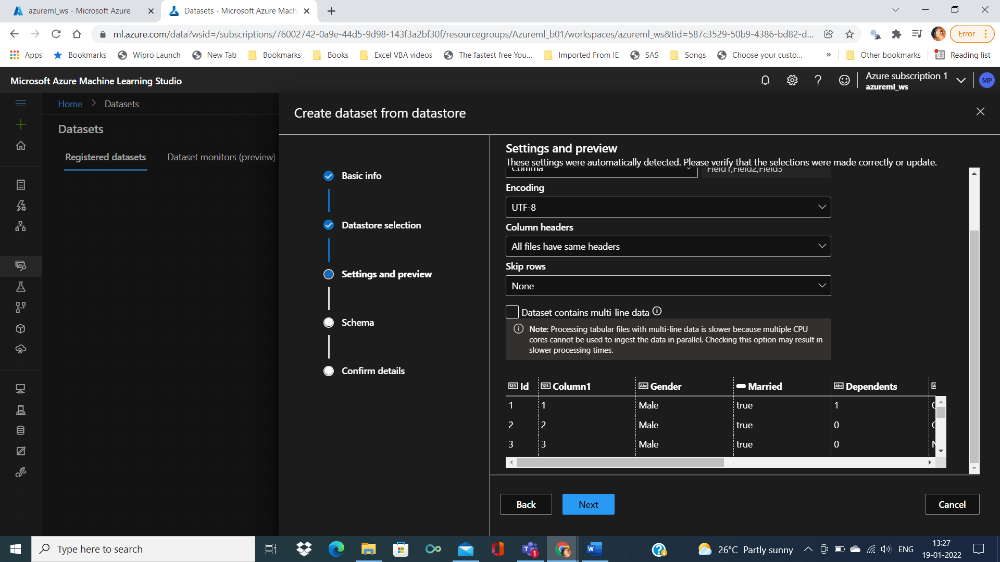 azureml_ws - Microsoft Azure
Datasets - Microsoft Azure Mach
ml.azure.com/data?wsid=/subscriptions/76002742-0a9e-44d5-9d98-143f3a2bf30f/resourcegroups/Azureml_b01/workspaces/azureml_ws&tid=587c3529-50b9-4386-bd82-d...
Error
Apps
Bookmarks
Wipro Launch
New Tab
Bookmarks
Books
Excel VBA videos
The fastest free You...
Imported From IE
SAS
Songs
Choose your custo...
»
Other bookmarks
Reading list
Microsoft Azure Machine Learning Studio
Azure subscription 1
azureml_ws
MP
Home > Datasets
Datasets
Registered datasets
Dataset monitors (preview)
Create dataset from datastore
Basic info
Datastore selection
Settings and preview
Schema
Confirm details
Settings and preview
These settings were automatically detected. Please verify that the selections were made correctly or update.
Comma
Field1,Field2,Field3
Encoding
UTF-8
Column headers
All files have same headers
Skip rows
None
Dataset contains multi-line data
Note: Processing tabular files with multi-line data is slower because multiple CPU
cores cannot be used to ingest the data in parallel. Checking this option may result in
slower processing times.
123 Id 123 Column1 Abc Gender Married Abc Dependents
1 1 Male true 1
2 2 Male true 0
3 3 Male true 0
Back
Next
Cancel
Type here to search
1
26°C Partly sunny
ENG
13:27
19-01-2022